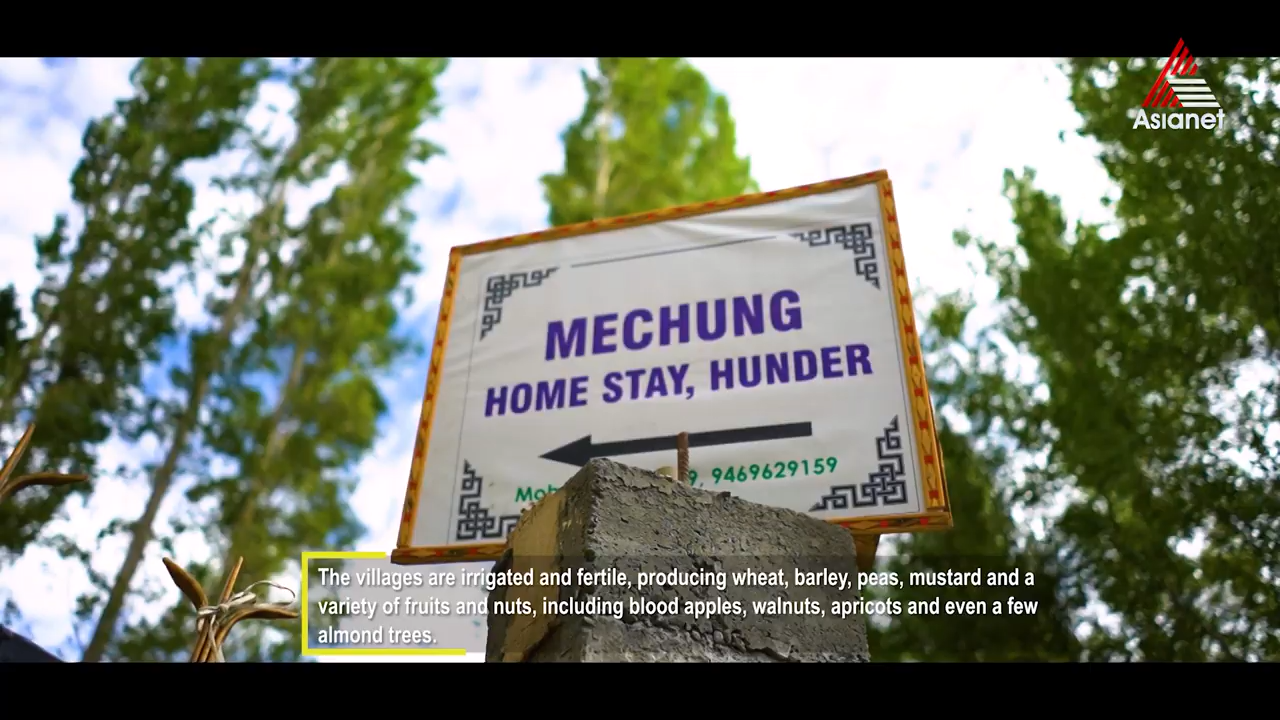 Asianet
MECHUNG
HOME STAY, HUNDER
9, 9469629159
The villages are irrigated and fertile, producing wheat, barley, peas, mustard and a
variety of fruits and nuts, including blood apples, walnuts, apricots and even a few
almond trees.